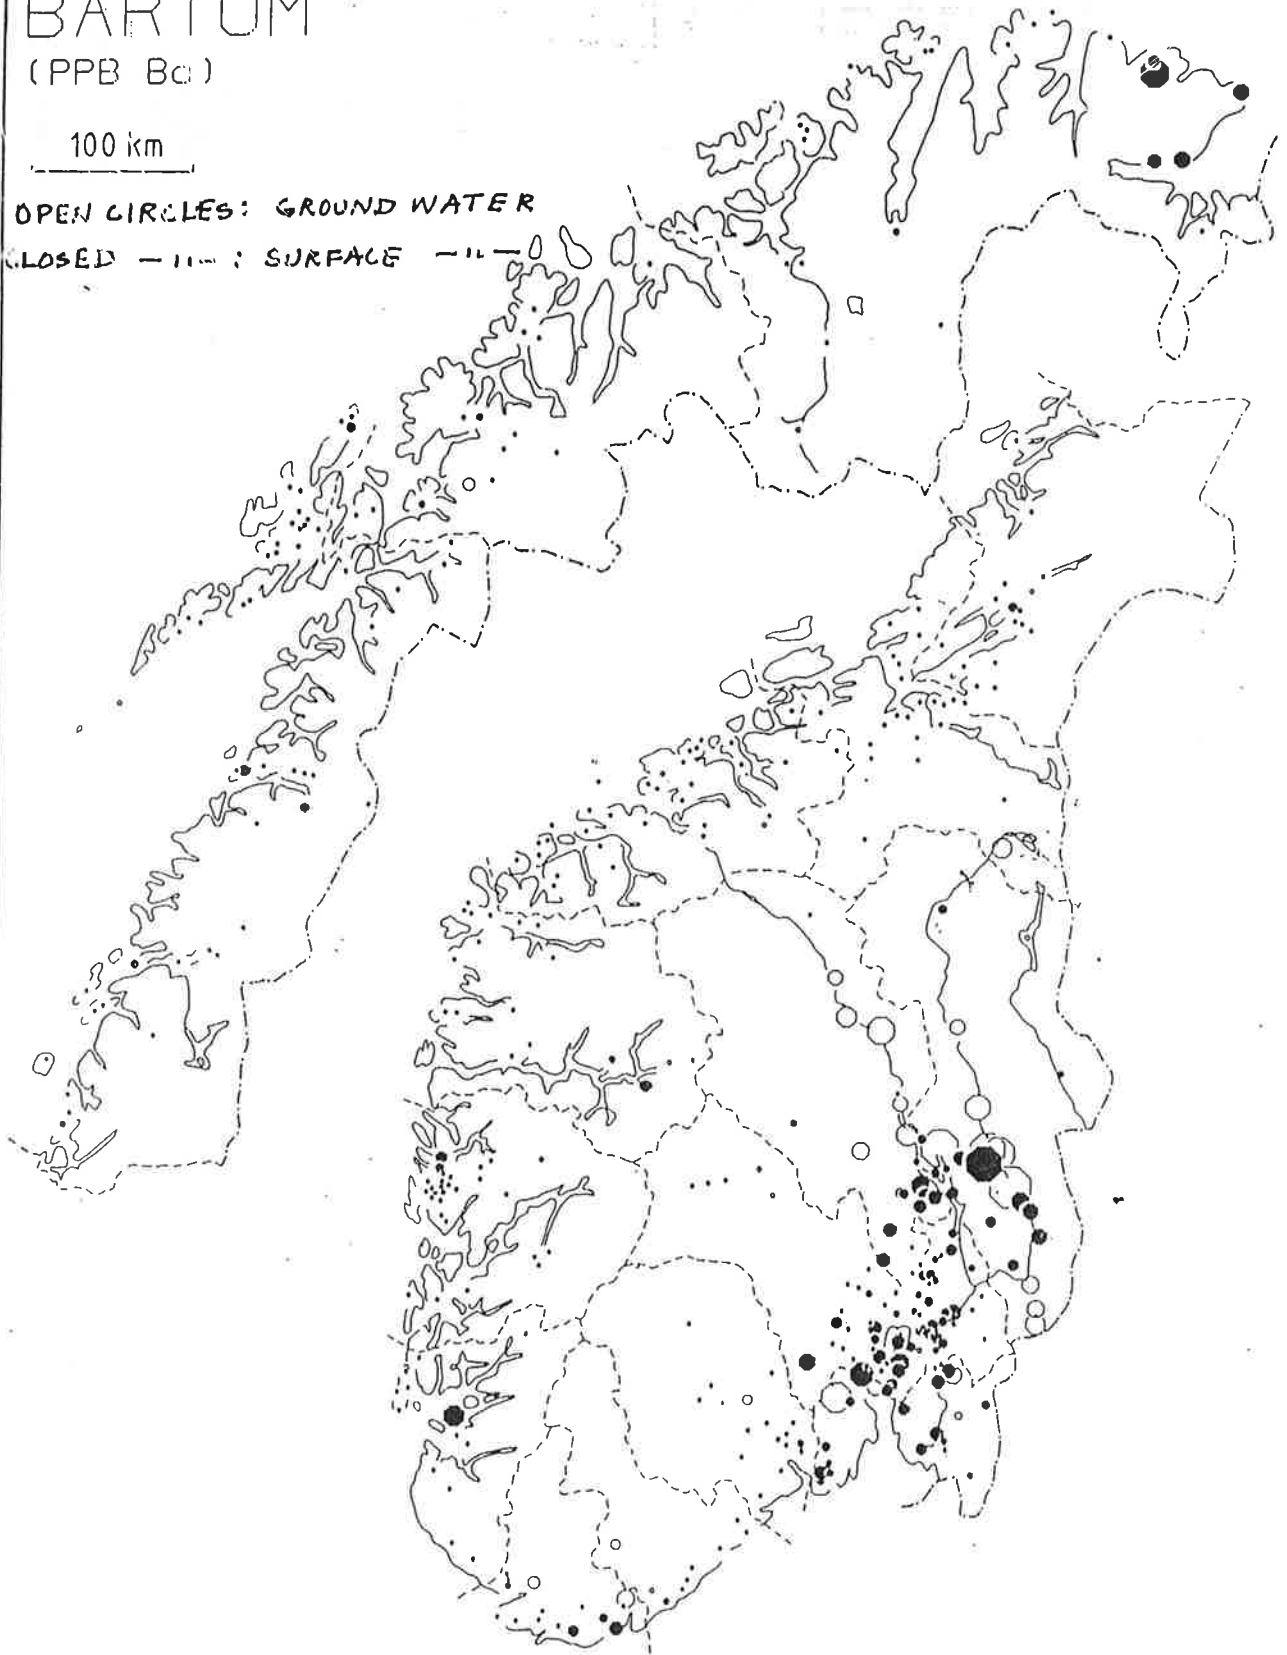 BARIUM
(PPB Ba)
100 km
OPEN CIRCLES: GROUND WATER
CLOSED —"—: SURFACE —"—